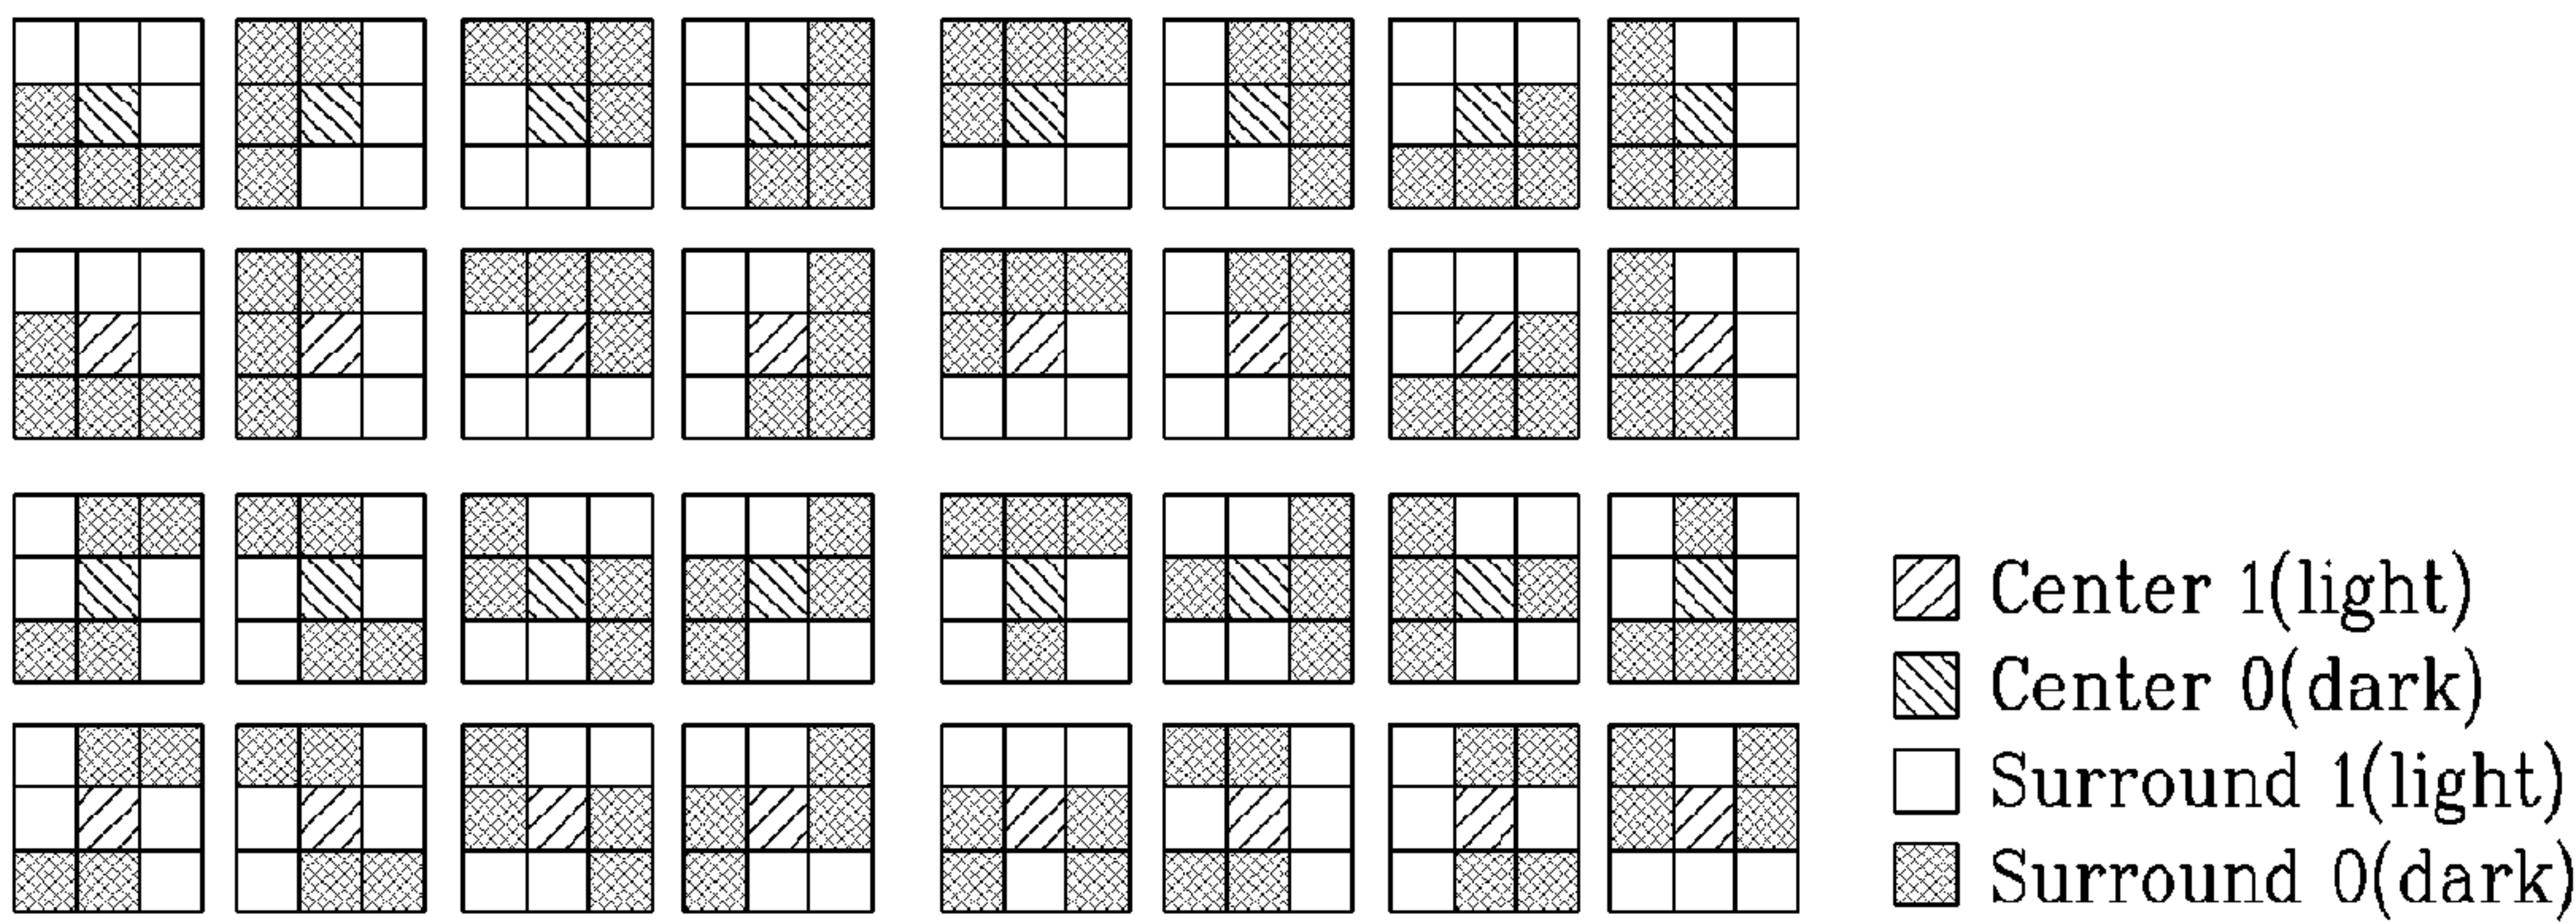 Center 1(light)
Center 0(dark)
Surround 1(light)
Surround 0(dark)